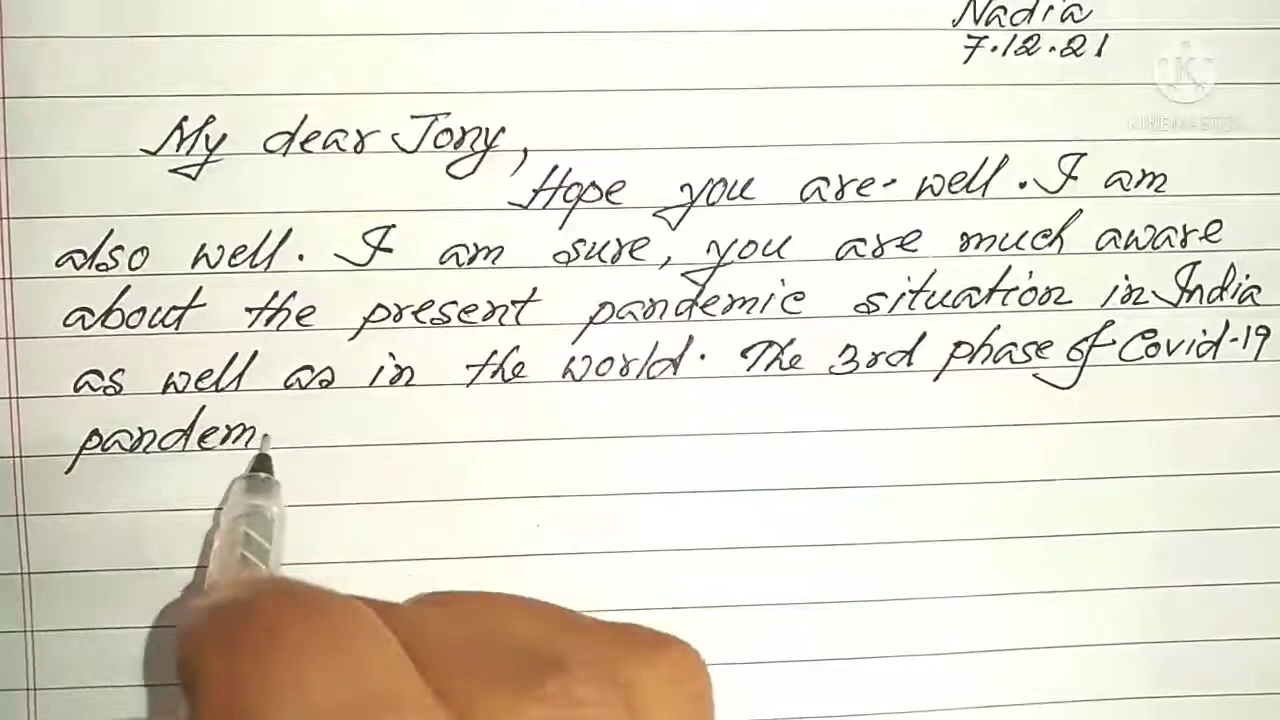 Nadia
7.12.21
KINEMASTER
My dear Jony,
Hope you are well. I am
also well. I am sure, you are much aware
about the present pandemic situation in India
as well as in the world. The 3rd phase of Covid-19
pandem